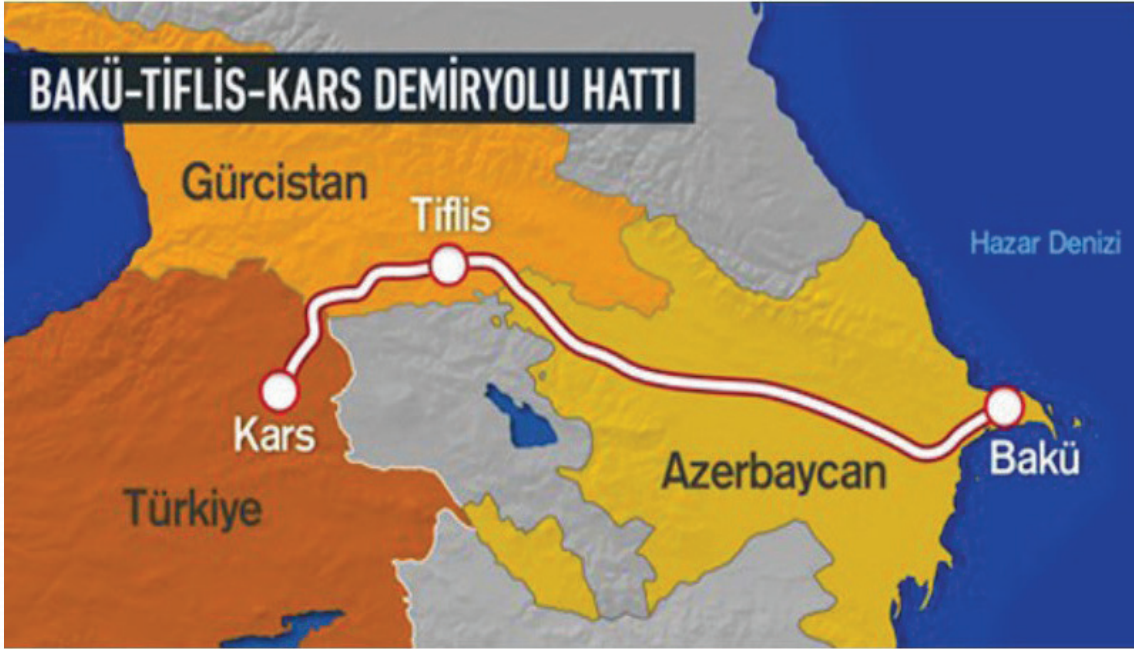 BAKÜ-TİFLİS-KARS DEMİRYOLU HATTI
Gürcistan
Tiflis
Hazar Denizi
Kars
Bakü
Azerbaycan
Türkiye